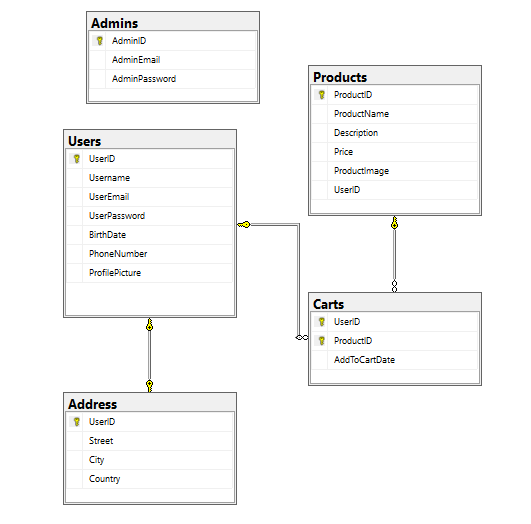 Admins
AdminID
AdminEmail
AdminPassword
Products
ProductID
ProductName
Description
Price
ProductImage
UserID
Users
UserID
Username
UserEmail
UserPassword
BirthDate
PhoneNumber
ProfilePicture
Carts
UserID
ProductID
AddToCartDate
Address
UserID
Street
City
Country